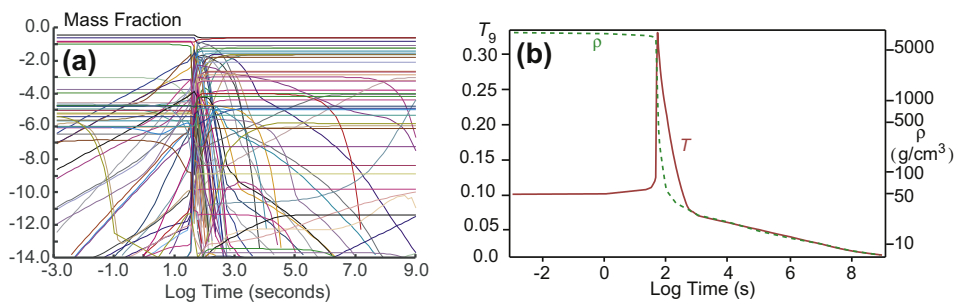 Mass Fraction
(a)
0.0
-2.0
-4.0
-6.0
-8.0
-10.0
-12.0
-14.0
-3.0 -1.0 1.0 3.0 5.0 7.0 9.0
Log Time (seconds)
T9
(b)
ρ
T
0.30
0.25
0.20
0.15
0.10
0.05
0.0
5000
1000
500
ρ
(g/cm³)
100
50
10
-2 0 2 4 6 8
Log Time (s)